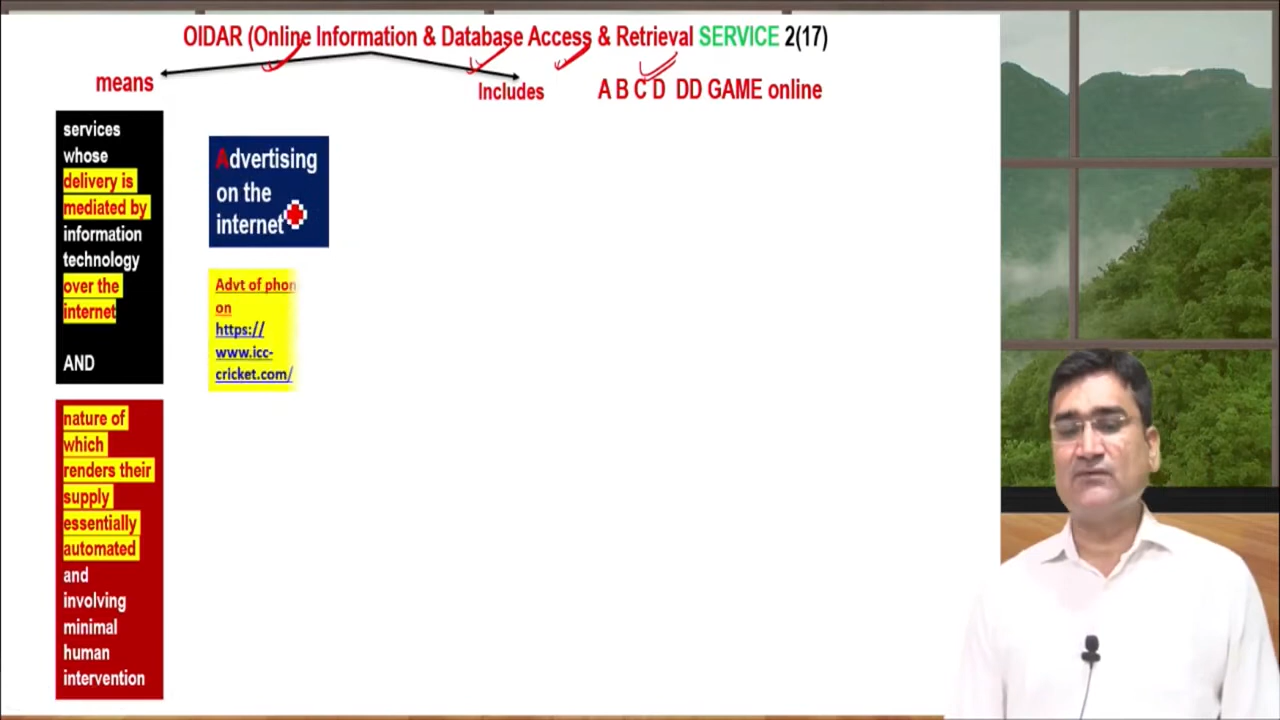 OIDAR (Online Information & Database Access & Retrieval SERVICE 2(17)
means
Includes
A B C D DD GAME online
services
whose
delivery is
mediated by
information
technology
over the
internet
AND
nature of
which
renders their
supply
essentially
automated
and
involving
minimal
human
intervention
Advertising
on the
internet
Advt of phon
on
https://
www.icc-
cricket.com/